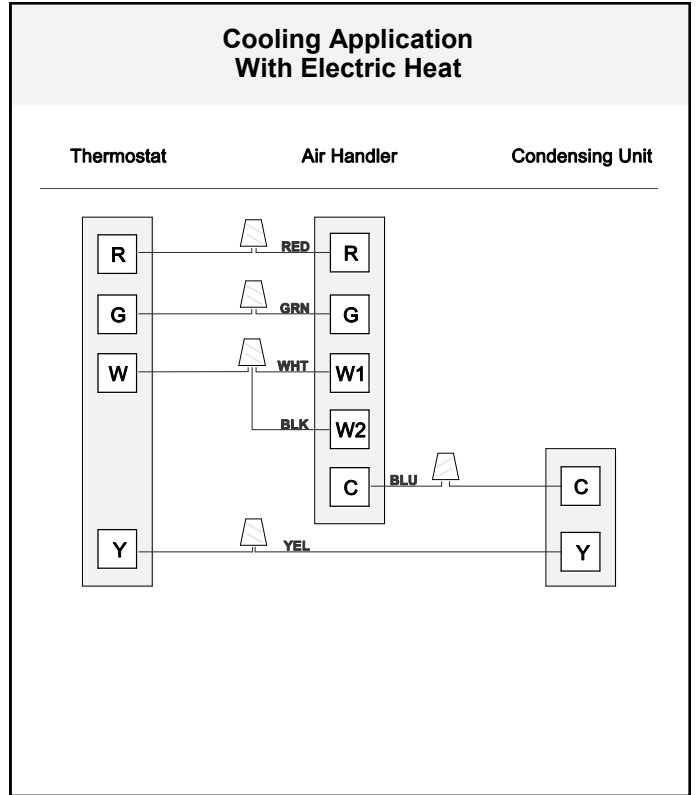 Cooling Application
With Electric Heat
Thermostat Air Handler Condensing Unit
R RED R
G GRN G
W WHT W1
BLK W2
C BLU C
Y YEL Y